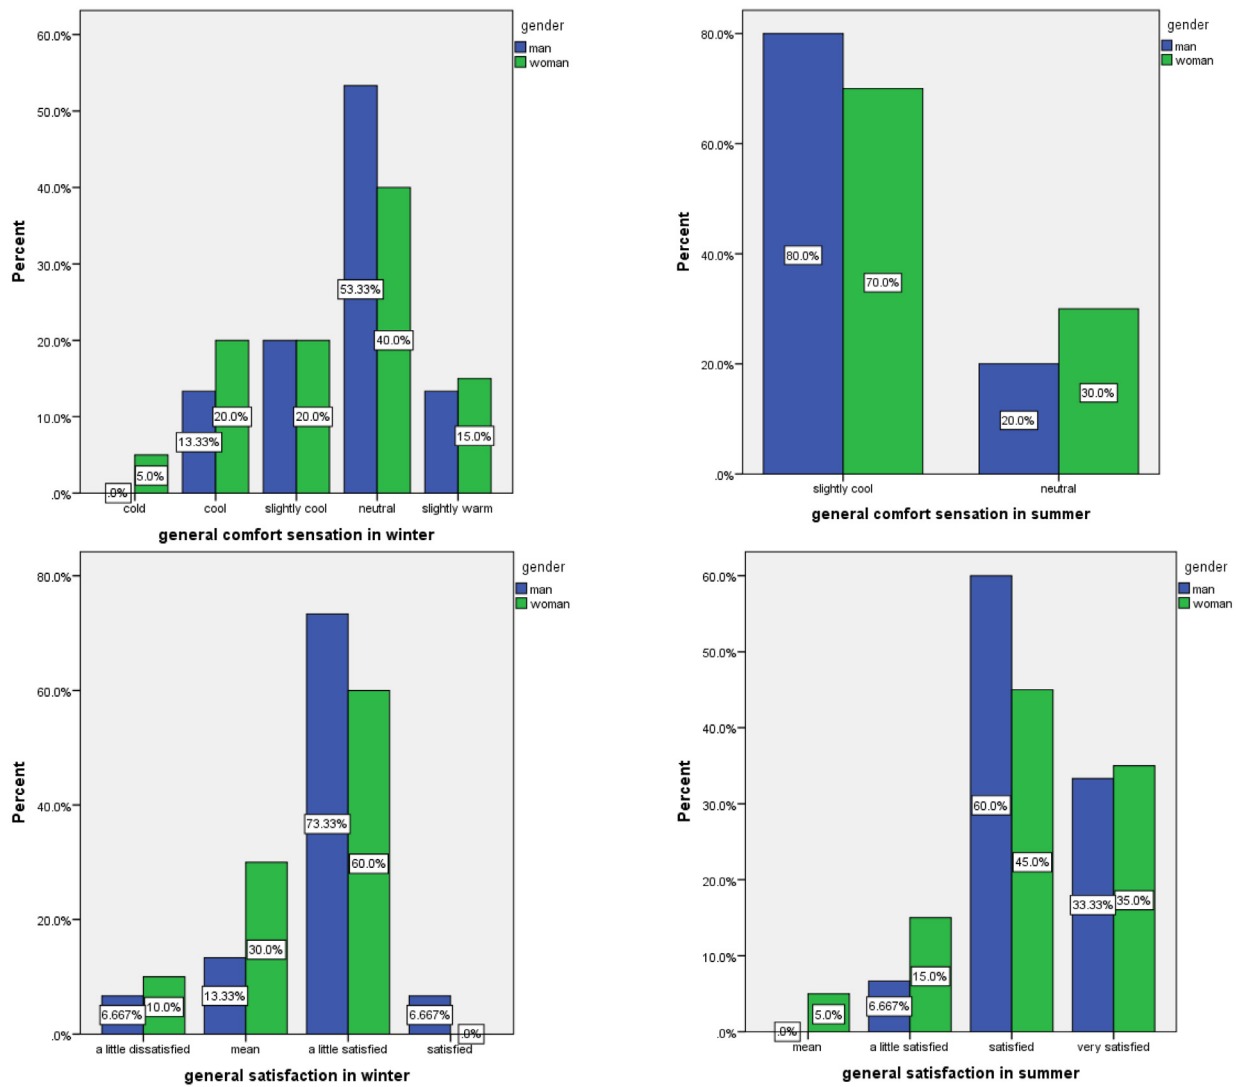 gender
man
woman
60.0%
50.0%
40.0%
30.0%
20.0%
10.0%
.0%
Percent
.0%
5.0%
13.33%
20.0%
20.0%
53.33%
40.0%
15.0%
cold cool slightly cool neutral slightly warm
general comfort sensation in winter
gender
man
woman
80.0%
60.0%
40.0%
20.0%
.0%
Percent
80.0%
70.0%
20.0%
30.0%
slightly cool neutral
general comfort sensation in summer
gender
man
woman
80.0%
60.0%
40.0%
20.0%
.0%
Percent
6.667%
10.0%
13.33%
30.0%
73.33%
60.0%
6.667%
.0%
a little dissatisfied mean a little satisfied satisfied
general satisfaction in winter
gender
man
woman
60.0%
50.0%
40.0%
30.0%
20.0%
10.0%
.0%
Percent
.0%
5.0%
6.667%
15.0%
60.0%
45.0%
33.33%
35.0%
mean a little satisfied satisfied very satisfied
general satisfaction in summer